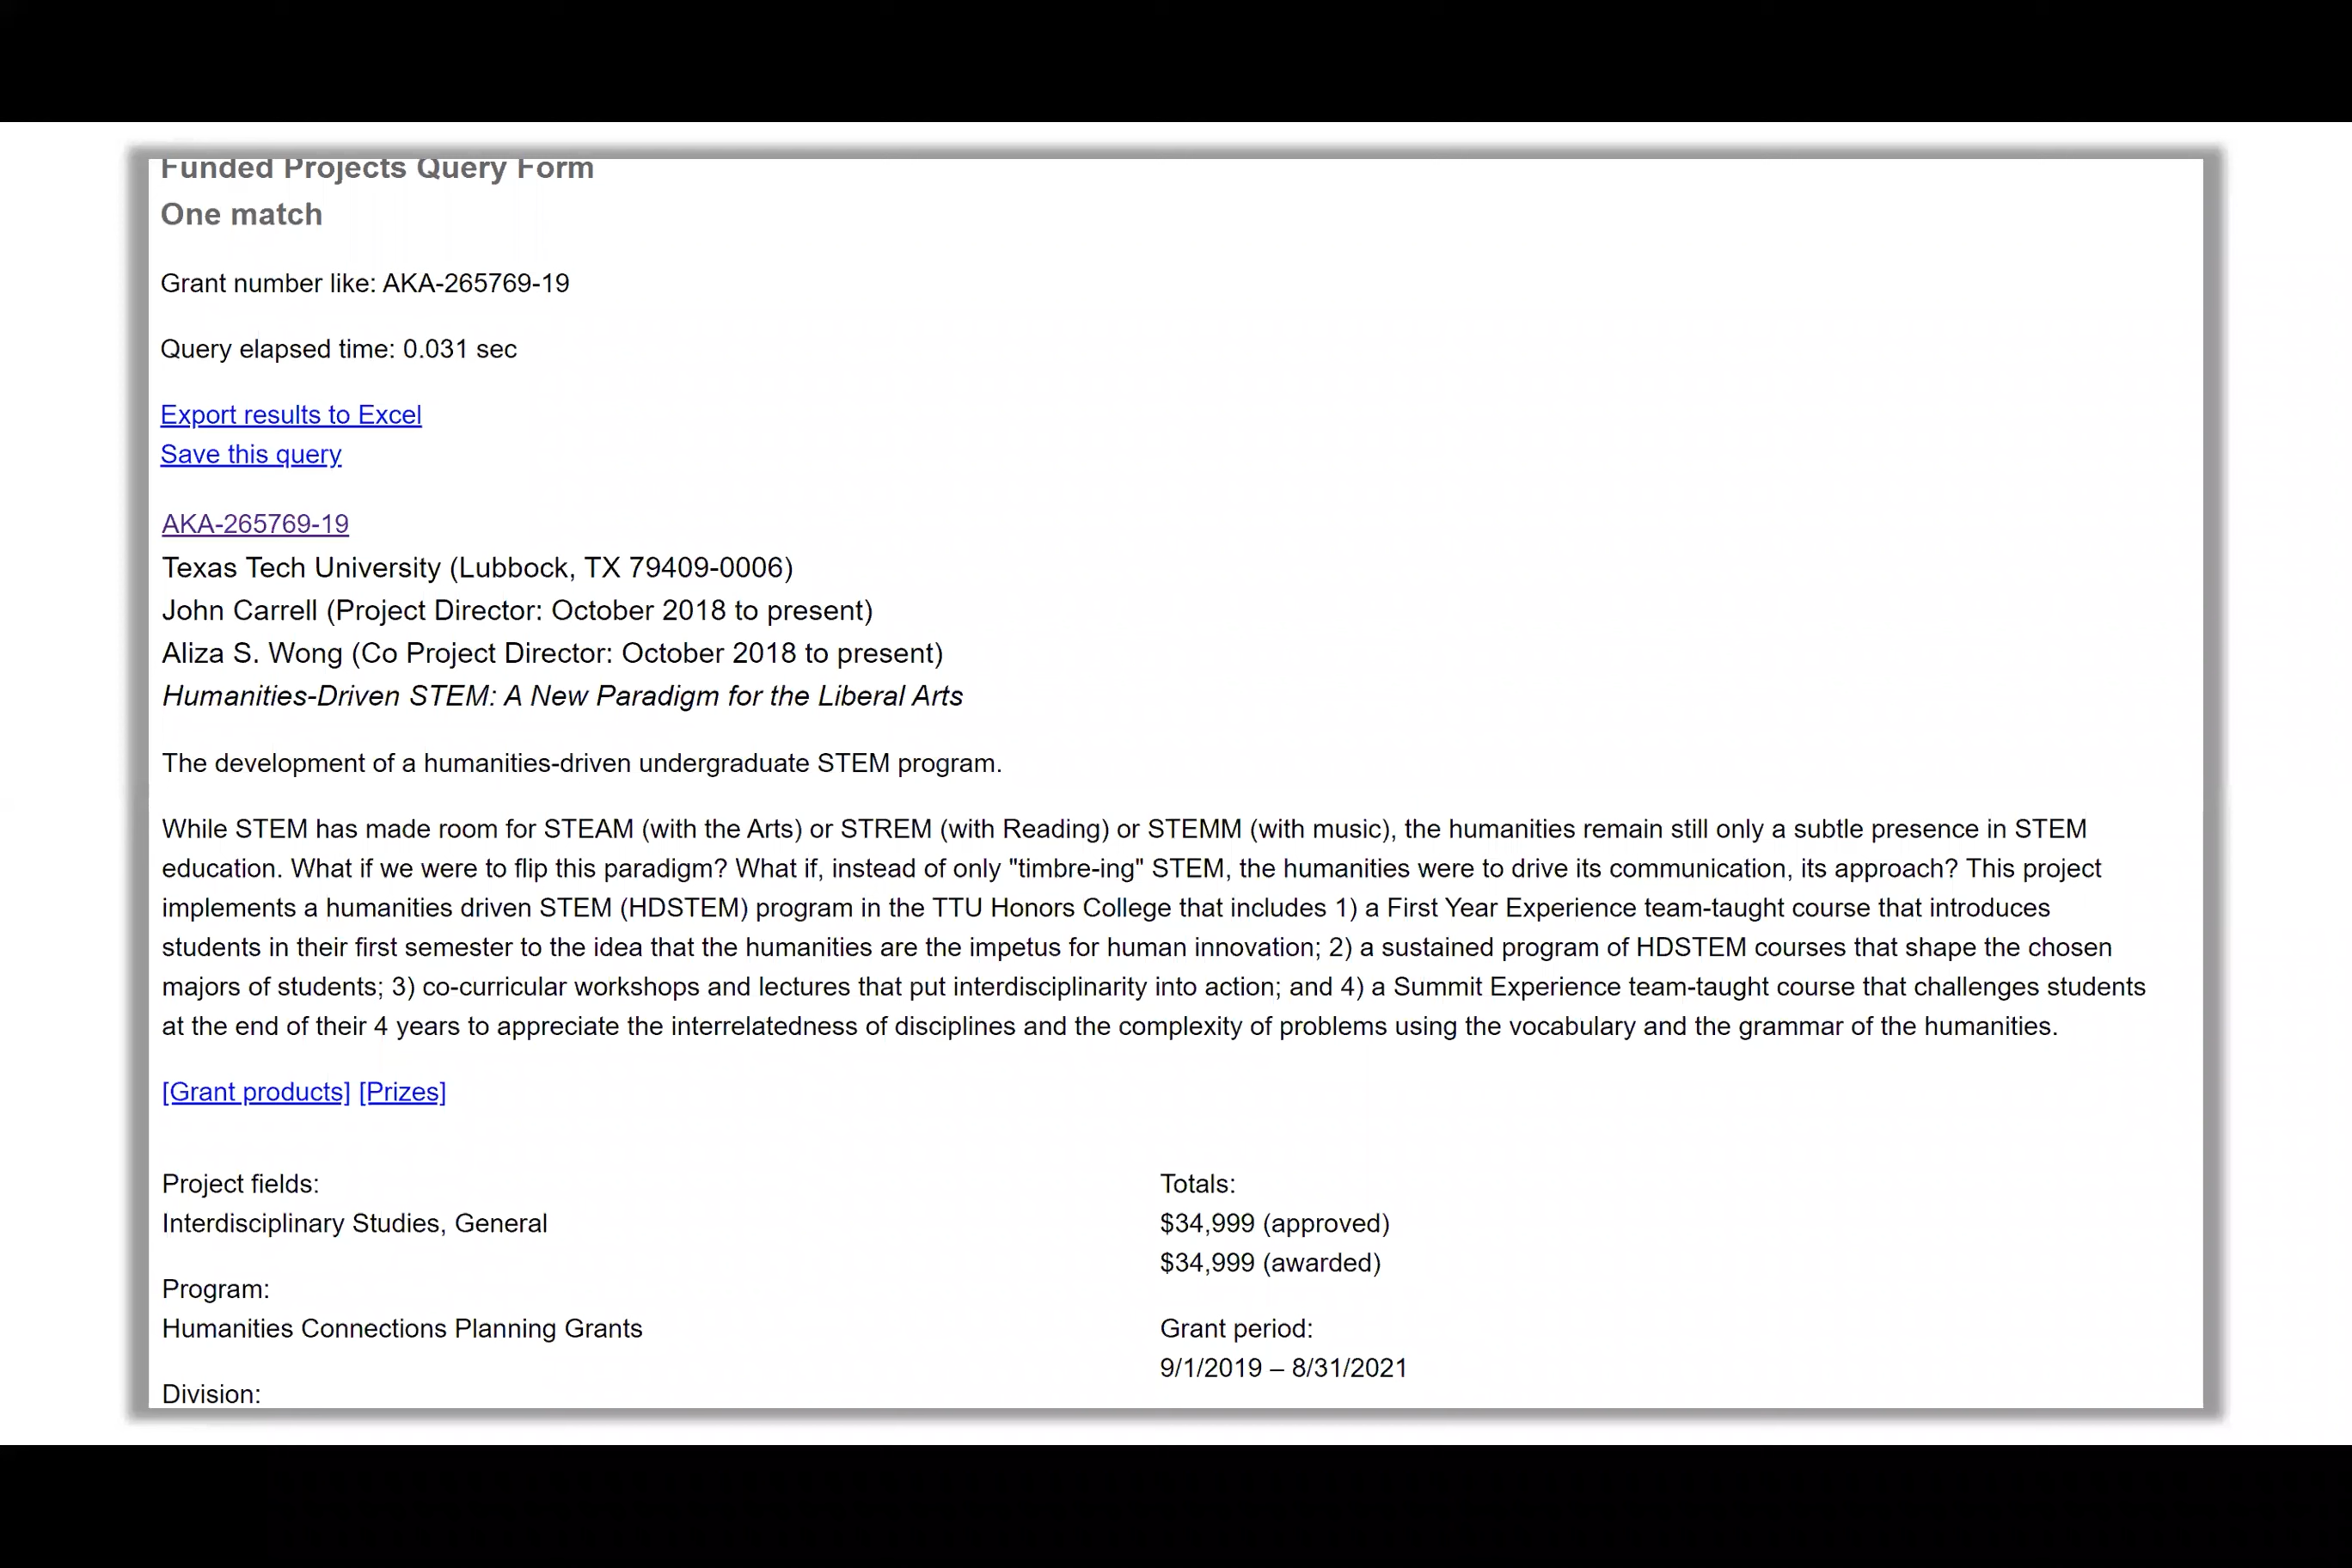 Funded Projects Query Form
One match
Grant number like: AKA-265769-19
Query elapsed time: 0.031 sec
Export results to Excel
Save this query
AKA-265769-19
Texas Tech University (Lubbock, TX 79409-0006)
John Carrell (Project Director: October 2018 to present)
Aliza S. Wong (Co Project Director: October 2018 to present)
Humanities-Driven STEM: A New Paradigm for the Liberal Arts
The development of a humanities-driven undergraduate STEM program.
While STEM has made room for STEAM (with the Arts) or STREM (with Reading) or STEMM (with music), the humanities remain still only a subtle presence in STEM
education. What if we were to flip this paradigm? What if, instead of only "timbre-ing" STEM, the humanities were to drive its communication, its approach? This project
implements a humanities driven STEM (HDSTEM) program in the TTU Honors College that includes 1) a First Year Experience team-taught course that introduces
students in their first semester to the idea that the humanities are the impetus for human innovation; 2) a sustained program of HDSTEM courses that shape the chosen
majors of students; 3) co-curricular workshops and lectures that put interdisciplinarity into action; and 4) a Summit Experience team-taught course that challenges students
at the end of their 4 years to appreciate the interrelatedness of disciplines and the complexity of problems using the vocabulary and the grammar of the humanities.
[Grant products] [Prizes]
Project fields:
Interdisciplinary Studies, General
Program:
Humanities Connections Planning Grants
Division:
Totals:
$34,999 (approved)
$34,999 (awarded)
Grant period:
9/1/2019 – 8/31/2021